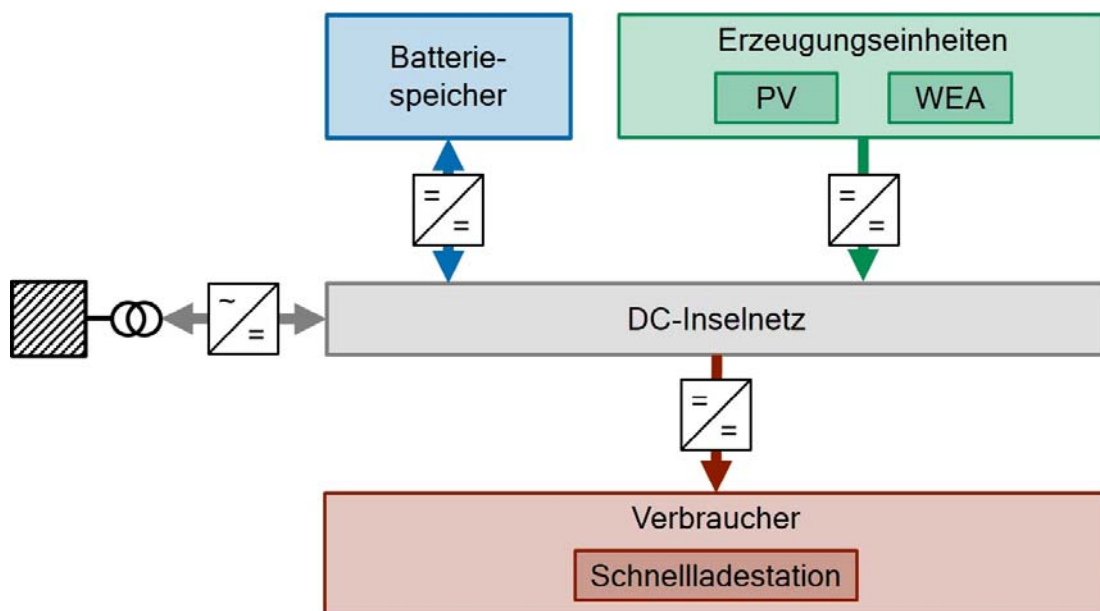 Batterie-
speicher
Erzeugungseinheiten
PV
WEA
=
=
=
=
~
=
DC-Inselnetz
=
=
Verbraucher
Schnellladestation